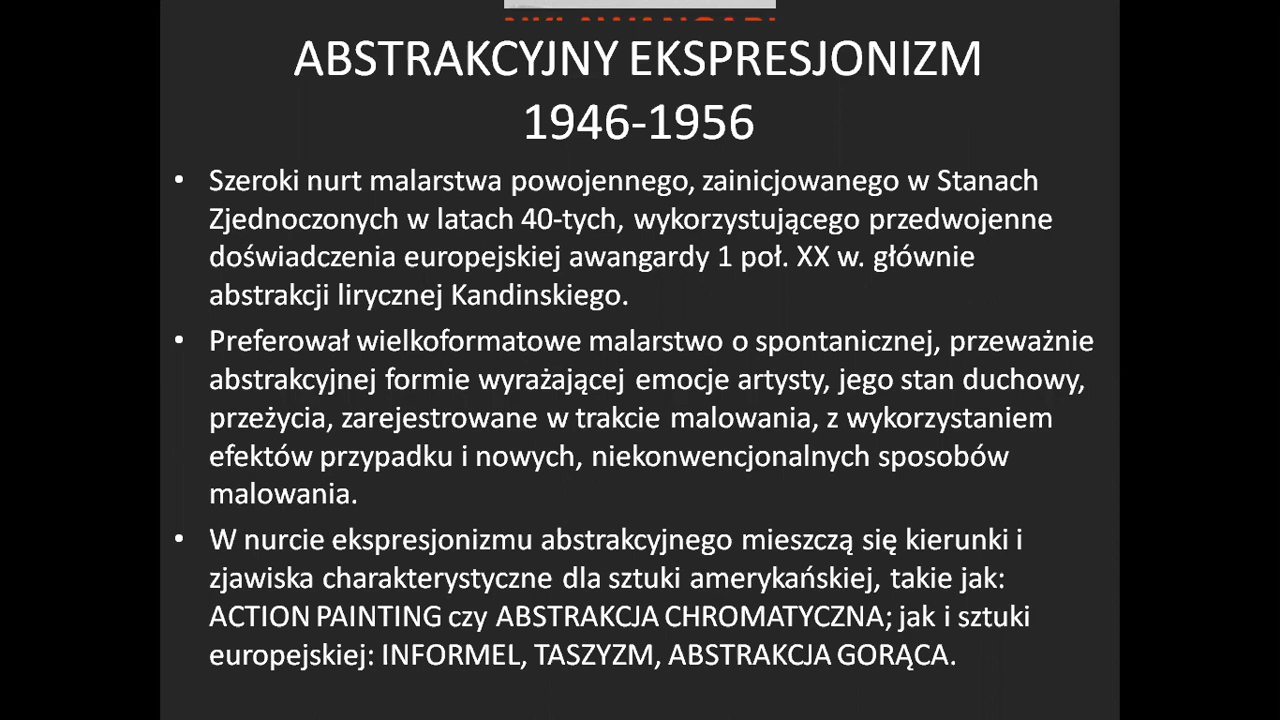 ABSTRAKCYJNY EKSPRESJONIZM
1946-1956
• Szeroki nurt malarstwa powojennego, zainicjowanego w Stanach
Zjednoczonych w latach 40-tych, wykorzystującego przedwojenne
doświadczenia europejskiej awangardy 1 poł. XX w. głównie
abstrakcji lirycznej Kandinskiego.
• Preferował wielkoformatowe malarstwo o spontanicznej, przeważnie
abstrakcyjnej formie wyrażającej emocje artysty, jego stan duchowy,
przeżycia, zarejestrowane w trakcie malowania, z wykorzystaniem
efektów przypadku i nowych, niekonwencjonalnych sposobów
malowania.
• W nurcie ekspresjonizmu abstrakcyjnego mieszczą się kierunki i
zjawiska charakterystyczne dla sztuki amerykańskiej, takie jak:
ACTION PAINTING czy ABSTRAKCJA CHROMATYCZNA; jak i sztuki
europejskiej: INFORMEL, TASZYZM, ABSTRAKCJA GORĄCA.